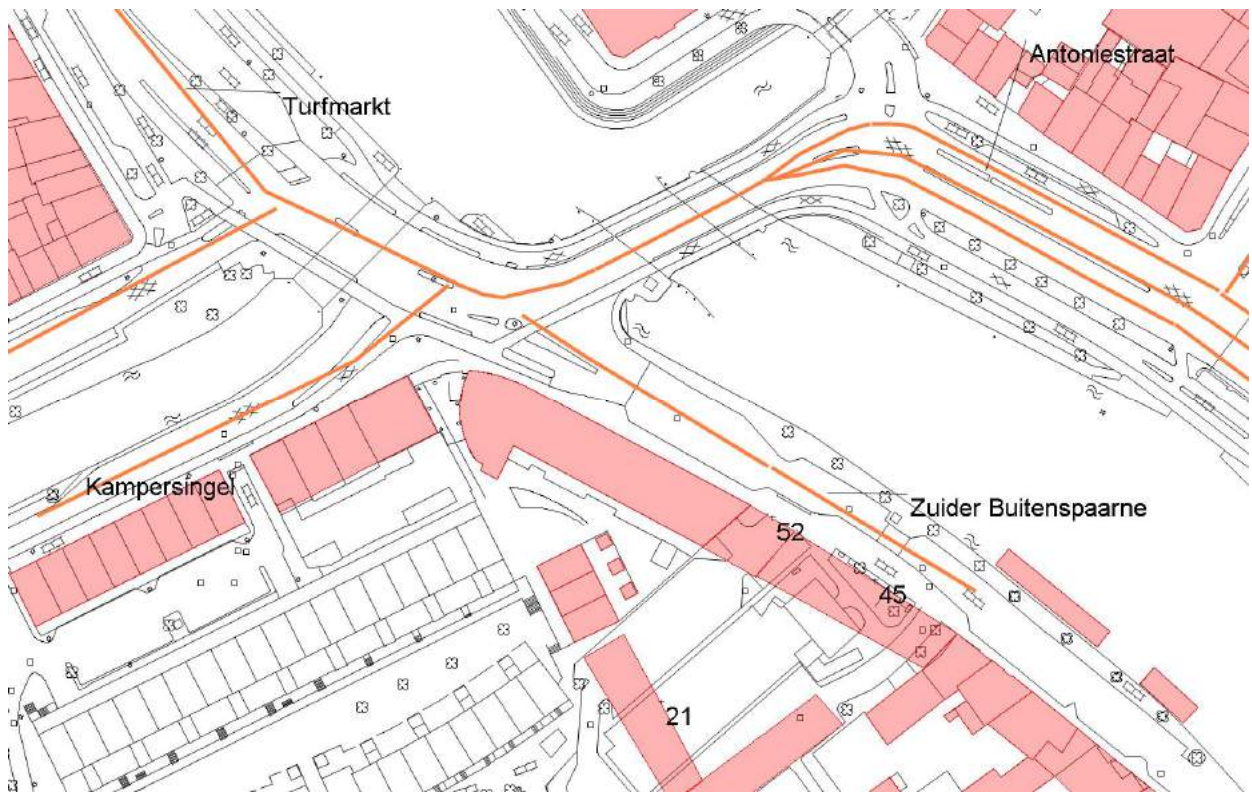 Antoniestraat
Turfmarkt
Kampersingel
Zuider Buitenspaarne
52
45
21